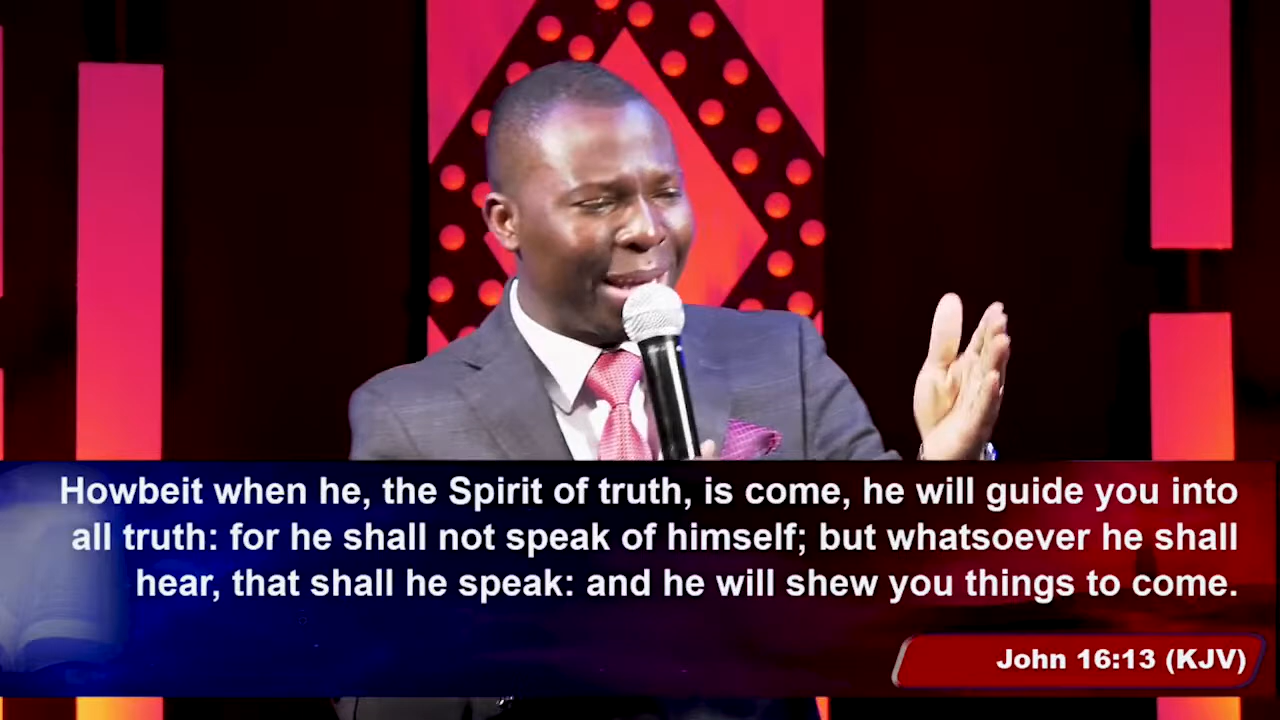 Howbeit when he, the Spirit of truth, is come, he will guide you into
all truth: for he shall not speak of himself; but whatsoever he shall
hear, that shall he speak: and he will shew you things to come.
John 16:13 (KJV)